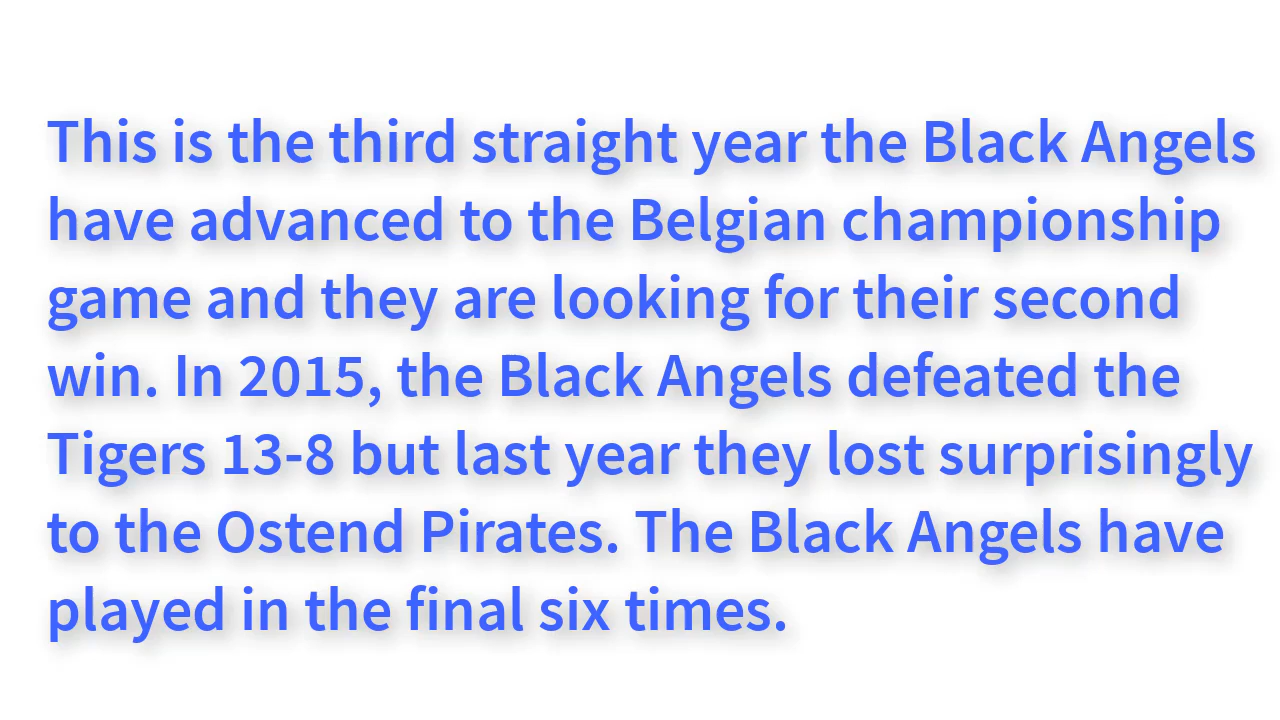 This is the third straight year the Black Angels
have advanced to the Belgian championship
game and they are looking for their second
win. In 2015, the Black Angels defeated the
Tigers 13-8 but last year they lost surprisingly
to the Ostend Pirates. The Black Angels have
played in the final six times.